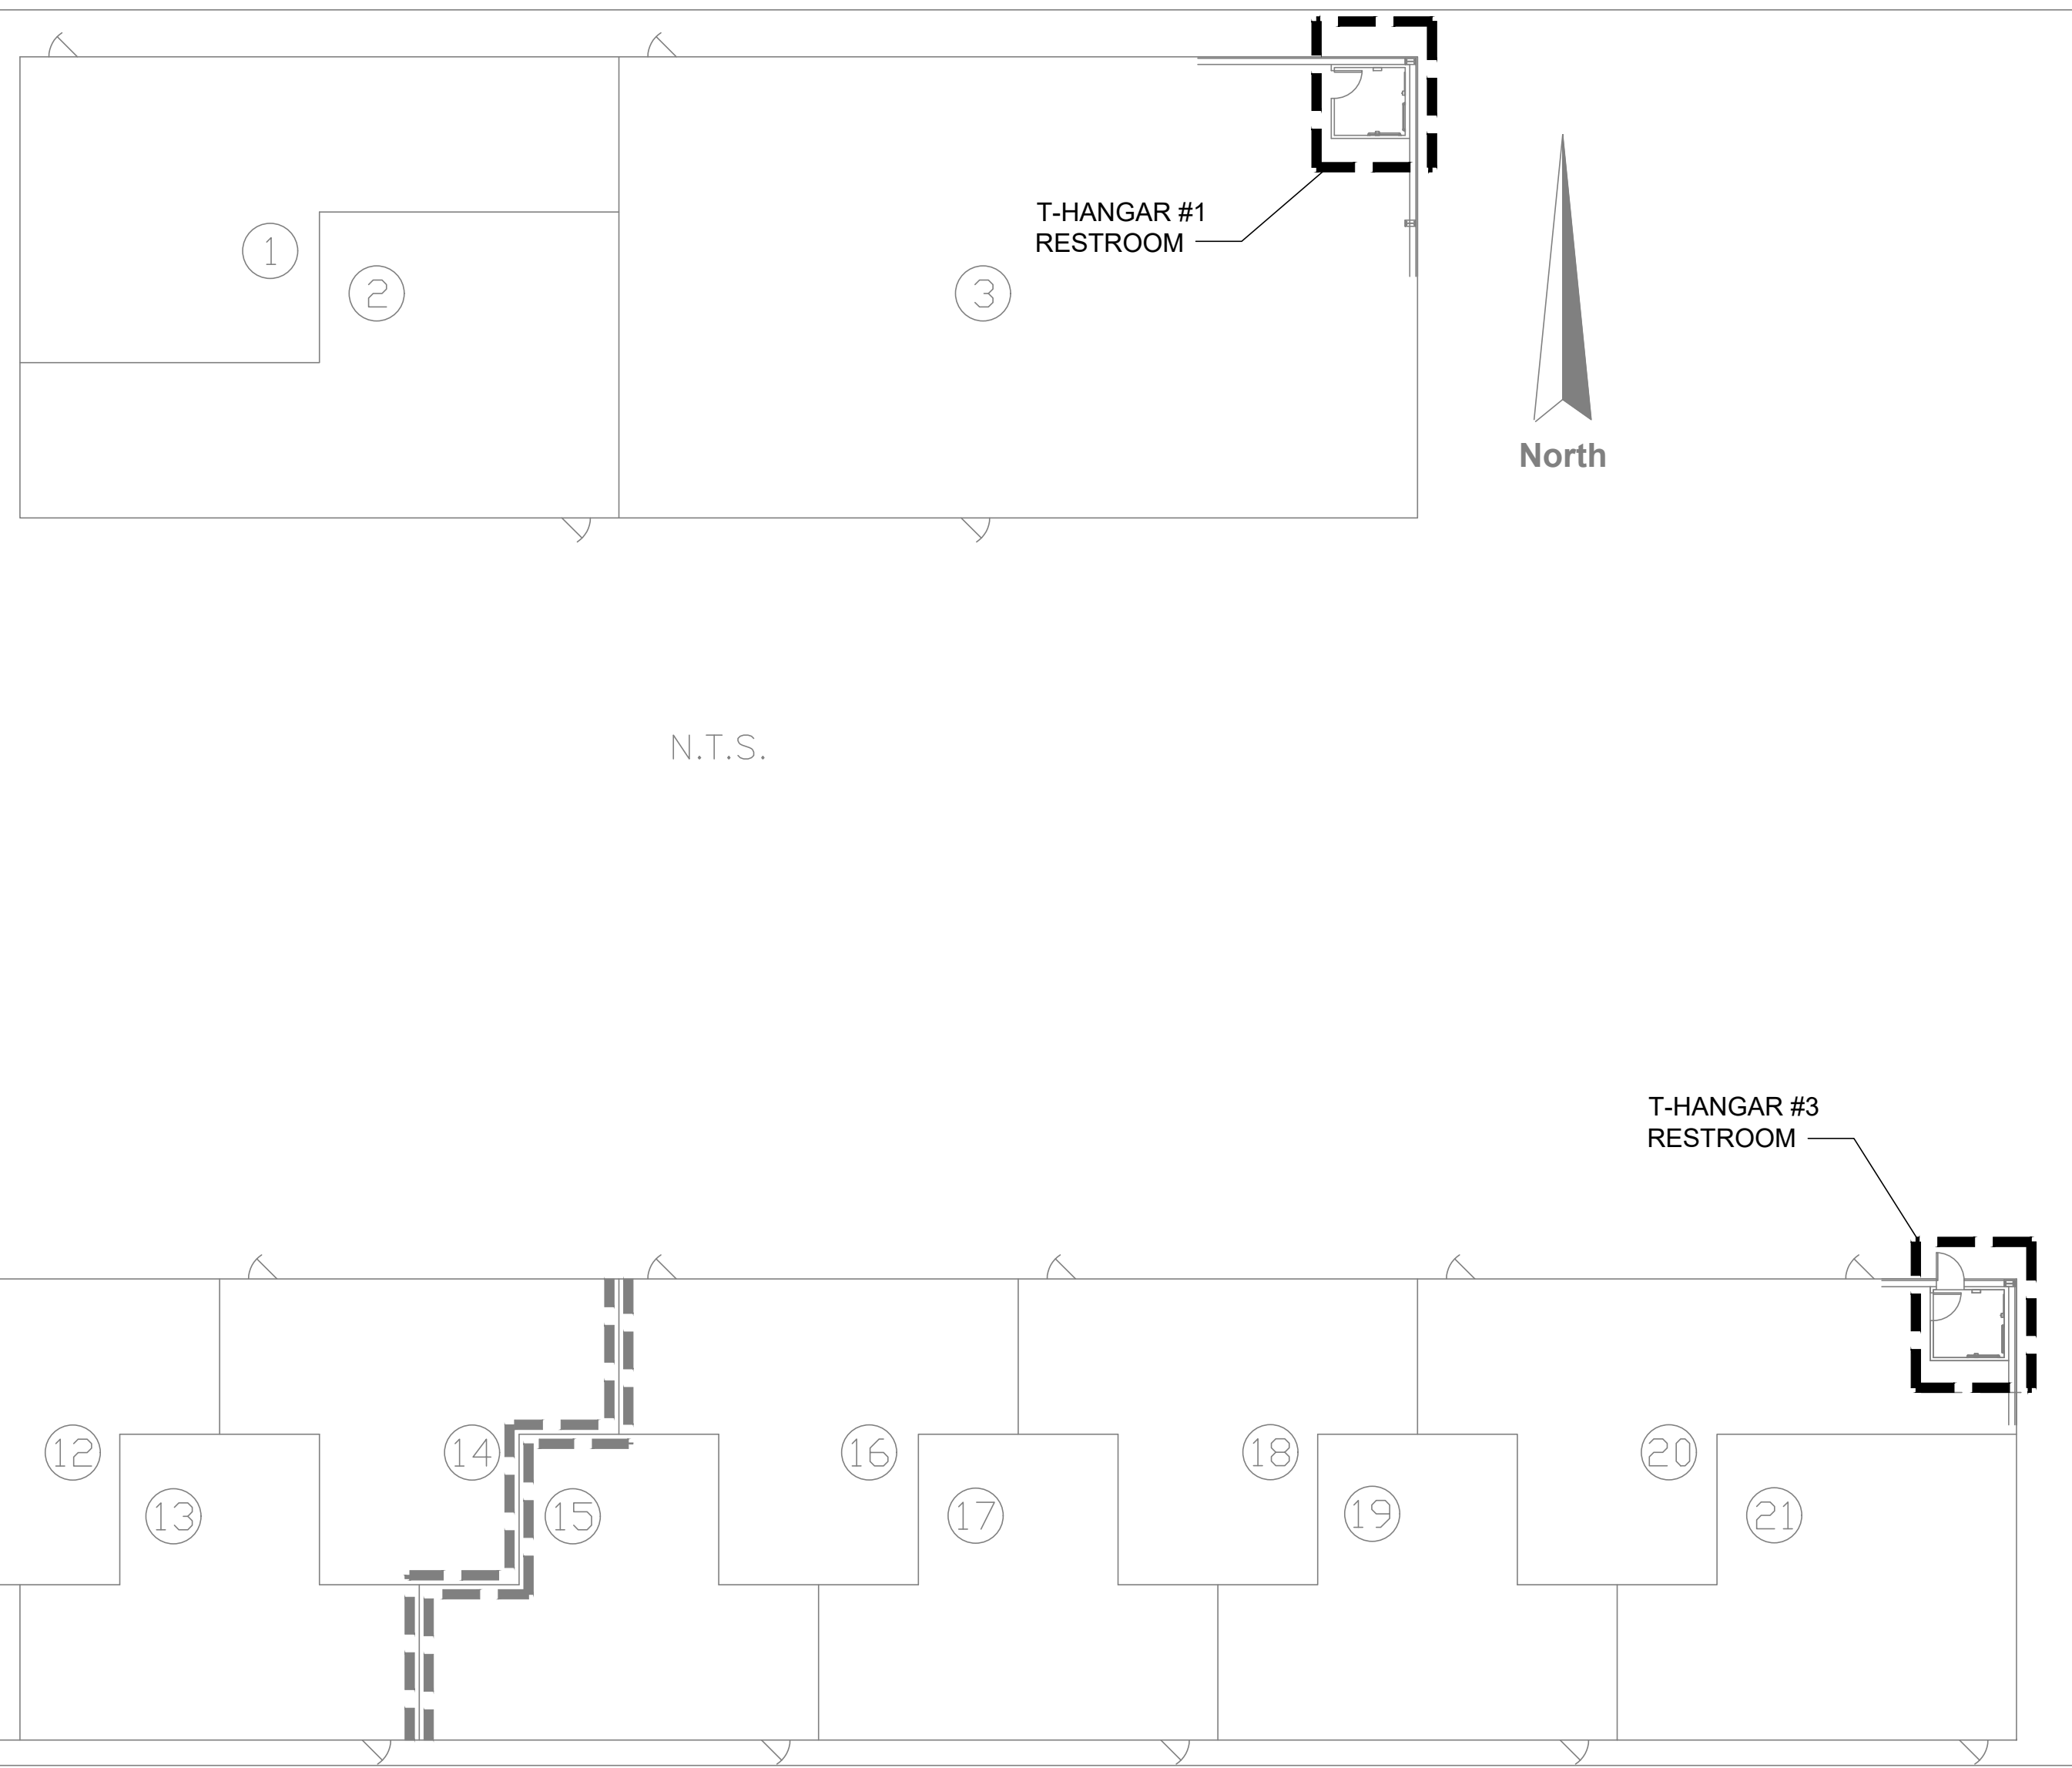 T-HANGAR #1
RESTROOM
1
2
3
North
N.T.S.
T-HANGAR #3
RESTROOM
12
14
16
18
20
13
15
17
19
21